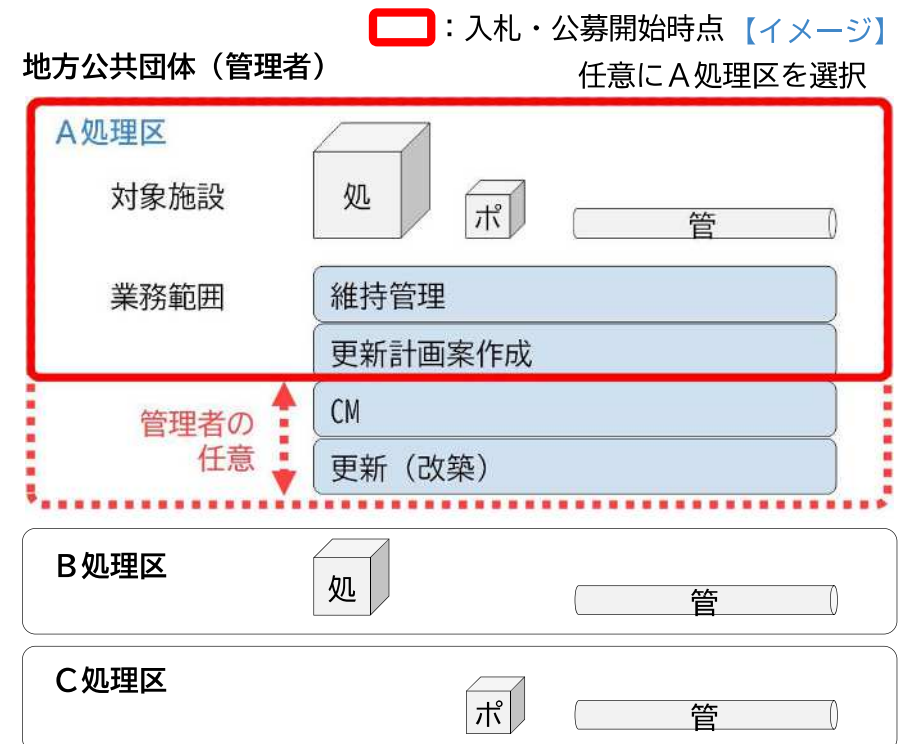 ：入札・公募開始時点 【イメージ】
地方公共団体（管理者）
任意にＡ処理区を選択
Ａ処理区
対象施設
処
ポ
管
業務範囲
維持管理
更新計画案作成
管理者の
任意
CM
更新（改築）
Ｂ処理区
処
管
Ｃ処理区
ポ
管